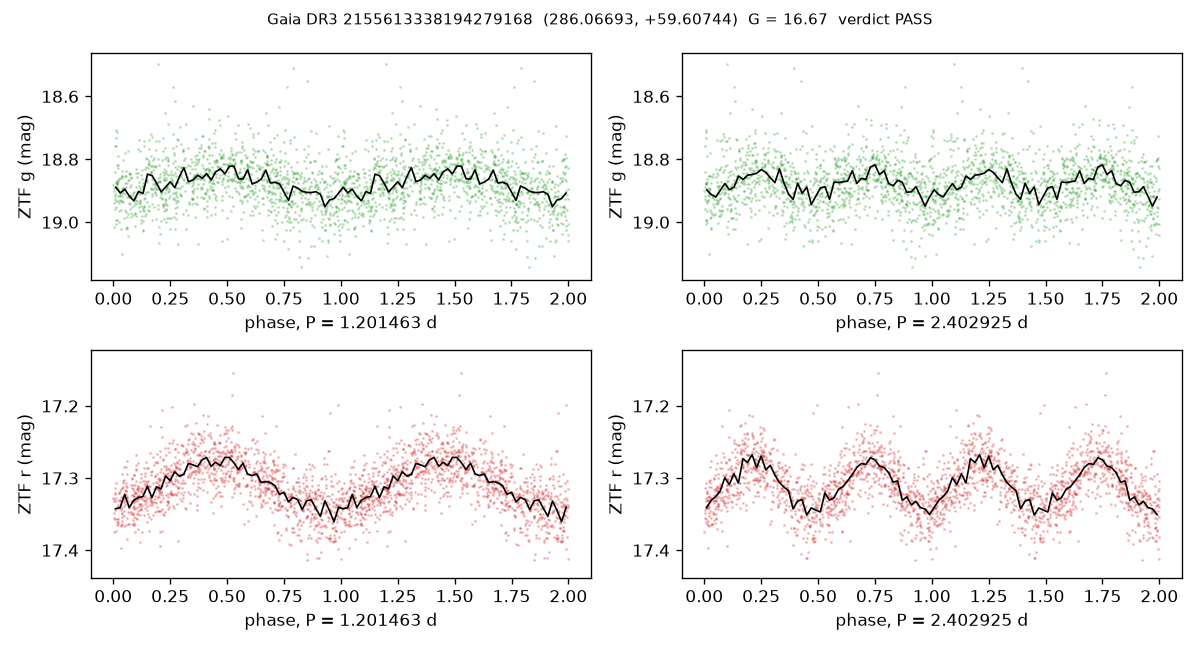 Gaia DR3 2155613338194279168  (286.06693, +59.60744)  G = 16.67  verdict PASS
ZTF g (mag)
18.6
18.8
19.0
0.00 0.25 0.50 0.75 1.00 1.25 1.50 1.75 2.00
phase, P = 1.201463 d
ZTF g (mag)
18.6
18.8
19.0
0.00 0.25 0.50 0.75 1.00 1.25 1.50 1.75 2.00
phase, P = 2.402925 d
ZTF r (mag)
17.2
17.3
17.4
0.00 0.25 0.50 0.75 1.00 1.25 1.50 1.75 2.00
phase, P = 1.201463 d
ZTF r (mag)
17.2
17.3
17.4
0.00 0.25 0.50 0.75 1.00 1.25 1.50 1.75 2.00
phase, P = 2.402925 d